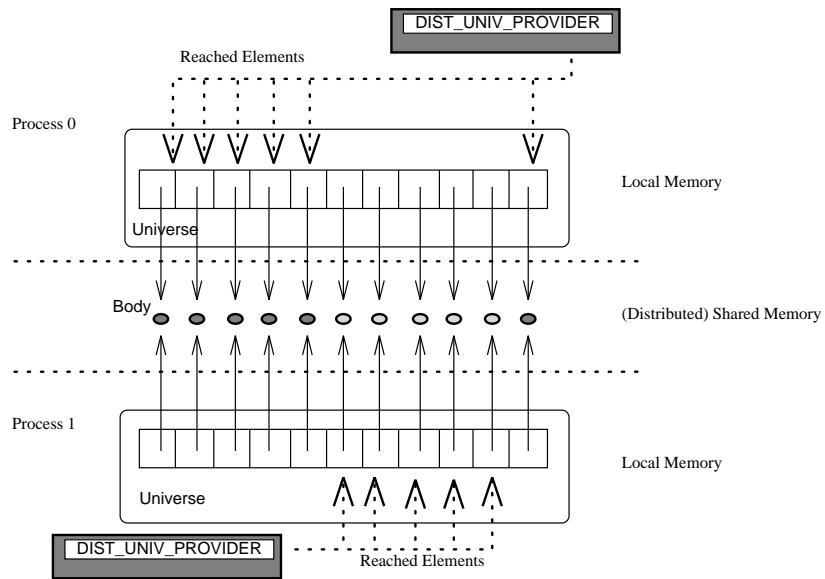 DIST_UNIV_PROVIDER
Reached Elements
Process 0
Local Memory
Universe
Body
(Distributed) Shared Memory
Process 1
Local Memory
Universe
DIST_UNIV_PROVIDER
Reached Elements